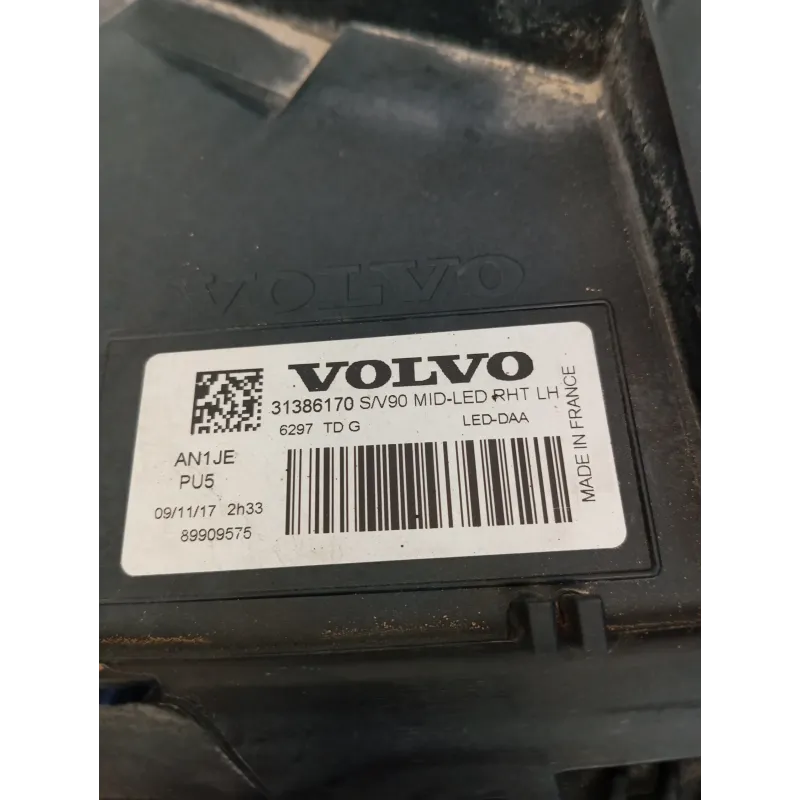 VOLVO
VOLVO
31386170 S/V90 MID-LED RHT LH
6297 TD G LED-DAA
AN1JE
PU5
09/11/17 2h33
89909575
MADE IN FRANCE